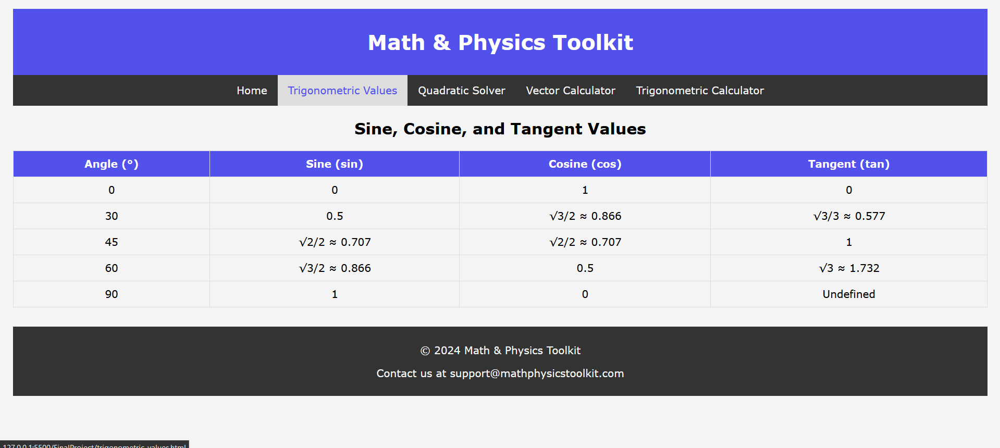 Math & Physics Toolkit
Home Trigonometric Values Quadratic Solver Vector Calculator Trigonometric Calculator
Sine, Cosine, and Tangent Values
Angle (°) Sine (sin) Cosine (cos) Tangent (tan)
0 0 1 0
30 0.5 √3/2 ≈ 0.866 √3/3 ≈ 0.577
45 √2/2 ≈ 0.707 √2/2 ≈ 0.707 1
60 √3/2 ≈ 0.866 0.5 √3 ≈ 1.732
90 1 0 Undefined
© 2024 Math & Physics Toolkit
Contact us at support@mathphysicstoolkit.com
127.0.0.1:5500/FinalProject/trigonometric-values.html